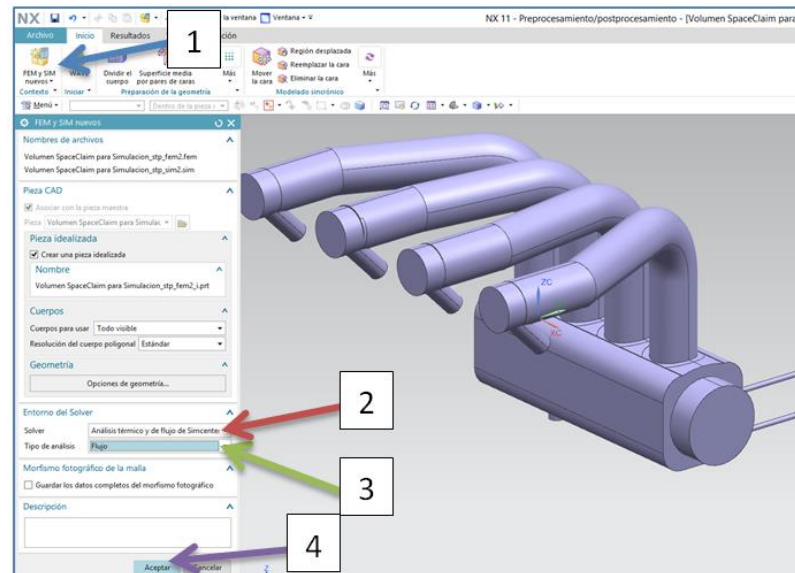 NX
la ventana Ventana
NX 11 - Preprocesamiento/postprocesamiento - [Volumen SpaceClaim para
Archivo Inicio Resultados
1
FEM y SIM nuevos
Dividir el cuerpo
Superficie media por pares de caras
Más
Mover la cara
Región desplazada
Reemplazar la cara
Eliminar la cara
Más
Contexto Iniciar Preparación de la geometría Modelado sincrónico
Menú Dentro de la pieza
FEM y SIM nuevos
Nombres de archivos
Volumen SpaceClaim para Simulacion_stp_fem2.fem
Volumen SpaceClaim para Simulacion_stp_sim2.sim
Pieza CAD
Asociar con la pieza maestra
Pieza Volumen SpaceClaim para Simulac
Pieza idealizada
Crear una pieza idealizada
Nombre
Volumen SpaceClaim para Simulacion_stp_fem2_i.prt
Cuerpos
Cuerpos para usar Todo visible
Resolución del cuerpo poligonal Estándar
Geometría
Opciones de geometría...
Entorno del Solver
2
Solver Análisis térmico y de flujo de Simcente
Tipo de análisis Flujo
3
Morfismo fotográfico de la malla
Guardar los datos completos del morfismo fotográfico
Descripción
4
Aceptar Cancelar
ZC
XC
Z